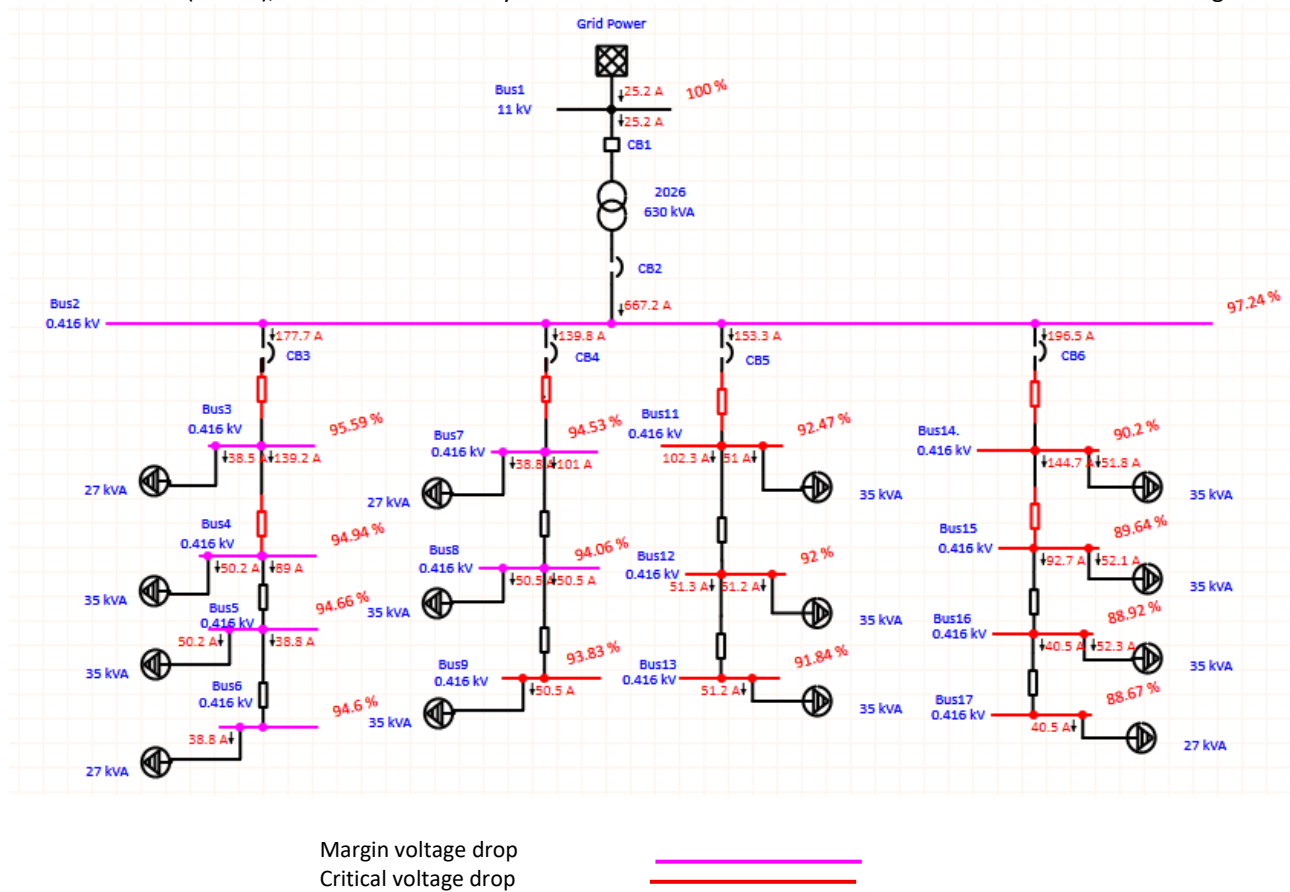 Grid Power
25.2 A
100 %
Bus1
11 kV
25.2 A
CB1
2026
630 kVA
CB2
Bus2
0.416 kV
667.2 A
97.24 %
177.7 A
CB3
139.8 A
CB4
153.3 A
CB5
196.5 A
CB6
Bus3
0.416 kV
95.59 %
38.5 A
139.2 A
27 kVA
Bus4
0.416 kV
94.94 %
50.2 A
89 A
35 kVA
Bus5
0.416 kV
94.66 %
50.2 A
38.8 A
35 kVA
Bus6
0.416 kV
94.6 %
38.8 A
27 kVA
Bus7
0.416 kV
94.53 %
38.8 A
101 A
27 kVA
Bus8
0.416 kV
94.06 %
50.5 A
50.5 A
35 kVA
Bus9
0.416 kV
93.83 %
50.5 A
35 kVA
Bus11
0.416 kV
92.47 %
102.3 A
51 A
35 kVA
Bus12
0.416 kV
92 %
51.3 A
51.2 A
35 kVA
Bus13
0.416 kV
91.84 %
51.2 A
35 kVA
Bus14.
0.416 kV
90.2 %
144.7 A
51.8 A
35 kVA
Bus15
0.416 kV
89.64 %
92.7 A
52.1 A
35 kVA
Bus16
0.416 kV
88.92 %
40.5 A
52.3 A
35 kVA
Bus17
0.416 kV
88.67 %
40.5 A
27 kVA
Margin voltage drop
Critical voltage drop